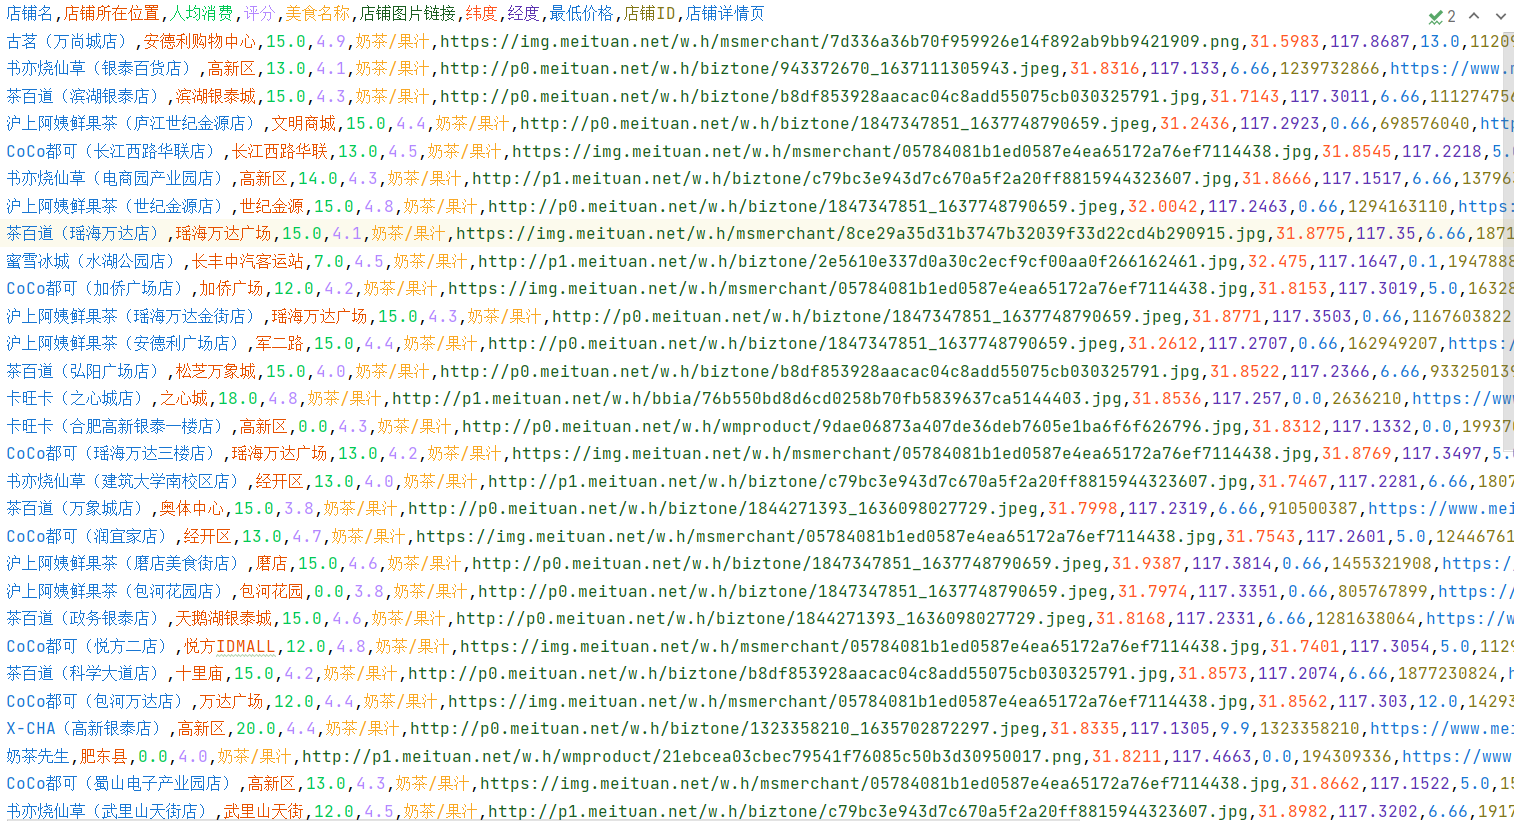 店铺名,店铺所在位置,人均消费,评分,美食名称,店铺图片链接,纬度,经度,最低价格,店铺ID,店铺详情页
2
古茗（万尚城店）,安德利购物中心,15.0,4.9,奶茶/果汁,https://img.meituan.net/w.h/msmerchant/7d336a36b70f959926e14f892ab9bb9421909.png,31.5983,117.8687,13.0,11209
书亦烧仙草（银泰百货店）,高新区,13.0,4.1,奶茶/果汁,http://p0.meituan.net/w.h/biztone/943372670_1637111305943.jpeg,31.8316,117.133,6.66,1239732866,https://www.m
茶百道（滨湖银泰店）,滨湖银泰城,15.0,4.3,奶茶/果汁,http://p0.meituan.net/w.h/biztone/b8df853928aacac04c8add55075cb030325791.jpg,31.7143,117.3011,6.66,111274756
沪上阿姨鲜果茶（庐江世纪金源店）,文明商城,15.0,4.4,奶茶/果汁,http://p0.meituan.net/w.h/biztone/1847347851_1637748790659.jpeg,31.2436,117.2923,0.66,698576040,http
CoCo都可（长江西路华联店）,长江西路华联,13.0,4.5,奶茶/果汁,https://img.meituan.net/w.h/msmerchant/05784081b1ed0587e4ea65172a76ef7114438.jpg,31.8545,117.2218,5.0
书亦烧仙草（电商园产业园店）,高新区,14.0,4.3,奶茶/果汁,http://p1.meituan.net/w.h/biztone/c79bc3e943d7c670a5f2a20ff8815944323607.jpg,31.8666,117.1517,6.66,13796
沪上阿姨鲜果茶（世纪金源店）,世纪金源,15.0,4.8,奶茶/果汁,http://p0.meituan.net/w.h/biztone/1847347851_1637748790659.jpeg,32.0042,117.2463,0.66,1294163110,https:
茶百道（瑶海万达店）,瑶海万达广场,15.0,4.1,奶茶/果汁,https://img.meituan.net/w.h/msmerchant/8ce29a35d31b3747b32039f33d22cd4b290915.jpg,31.8775,117.35,6.66,1871
蜜雪冰城（水湖公园店）,长丰中汽客运站,7.0,4.5,奶茶/果汁,http://p1.meituan.net/w.h/biztone/2e5610e337d0a30c2ecf9cf00aa0f266162461.jpg,32.475,117.1647,0.1,1947888
CoCo都可（加侨广场店）,加侨广场,12.0,4.2,奶茶/果汁,https://img.meituan.net/w.h/msmerchant/05784081b1ed0587e4ea65172a76ef7114438.jpg,31.8153,117.3019,5.0,16328
沪上阿姨鲜果茶（瑶海万达金街店）,瑶海万达广场,15.0,4.3,奶茶/果汁,http://p0.meituan.net/w.h/biztone/1847347851_1637748790659.jpeg,31.8771,117.3503,0.66,1167603822
沪上阿姨鲜果茶（安德利广场店）,军二路,15.0,4.4,奶茶/果汁,http://p0.meituan.net/w.h/biztone/1847347851_1637748790659.jpeg,31.2612,117.2707,0.66,162949207,https:/
茶百道（弘阳广场店）,松芝万象城,15.0,4.0,奶茶/果汁,http://p0.meituan.net/w.h/biztone/b8df853928aacac04c8add55075cb030325791.jpg,31.8522,117.2366,6.66,933250139
卡旺卡（之心城店）,之心城,18.0,4.8,奶茶/果汁,http://p1.meituan.net/w.h/bbia/76b550bd8d6cd0258b70fb5839637ca5144403.jpg,31.8536,117.257,0.0,2636210,https://ww
卡旺卡（合肥高新银泰一楼店）,高新区,0.0,4.3,奶茶/果汁,http://p0.meituan.net/w.h/wmproduct/9dae06873a407de36deb7605e1ba6f6f626796.jpg,31.8312,117.1332,0.0,19937
CoCo都可（瑶海万达三楼店）,瑶海万达广场,13.0,4.2,奶茶/果汁,https://img.meituan.net/w.h/msmerchant/05784081b1ed0587e4ea65172a76ef7114438.jpg,31.8769,117.3497,5.0
书亦烧仙草（建筑大学南校区店）,经开区,13.0,4.0,奶茶/果汁,http://p1.meituan.net/w.h/biztone/c79bc3e943d7c670a5f2a20ff8815944323607.jpg,31.7467,117.2281,6.66,1807
茶百道（万象城店）,奥体中心,15.0,3.8,奶茶/果汁,http://p0.meituan.net/w.h/biztone/1844271393_1636098027729.jpg,31.7998,117.2319,6.66,910500387,https://www.mei
CoCo都可（润宜家店）,经开区,13.0,4.7,奶茶/果汁,https://img.meituan.net/w.h/msmerchant/05784081b1ed0587e4ea65172a76ef7114438.jpg,31.7543,117.2601,5.0,12446761
沪上阿姨鲜果茶（磨店美食街店）,磨店,15.0,4.6,奶茶/果汁,http://p0.meituan.net/w.h/biztone/1847347851_1637748790659.jpeg,31.9387,117.3814,0.66,1455321908,https:/
沪上阿姨鲜果茶（包河花园店）,包河花园,0.0,3.8,奶茶/果汁,http://p0.meituan.net/w.h/biztone/1847347851_1637748790659.jpeg,31.7974,117.3351,0.66,805767899,https://
茶百道（政务银泰店）,天鹅湖银泰城,15.0,4.6,奶茶/果汁,http://p0.meituan.net/w.h/biztone/1844271393_1636098027729.jpg,31.8168,117.2331,6.66,1281638064,https://w
CoCo都可（悦方二店）,悦方IDMALL,12.0,4.8,奶茶/果汁,https://img.meituan.net/w.h/msmerchant/05784081b1ed0587e4ea65172a76ef7114438.jpg,31.7401,117.3054,5.0,1129
茶百道（科学大道店）,十里庙,15.0,4.2,奶茶/果汁,http://p0.meituan.net/w.h/biztone/b8df853928aacac04c8add55075cb030325791.jpg,31.8573,117.2074,6.66,1877230824,h
CoCo都可（包河万达店）,万达广场,12.0,4.4,奶茶/果汁,https://img.meituan.net/w.h/msmerchant/05784081b1ed0587e4ea65172a76ef7114438.jpg,31.8562,117.303,12.0,14293
X-CHA（高新银泰店）,高新区,20.0,4.4,奶茶/果汁,http://p0.meituan.net/w.h/biztone/1323358210_1635702872297.jpg,31.8335,117.1305,9.9,1323358210,https://www.mei
奶茶先生,肥东县,0.0,4.0,奶茶/果汁,http://p1.meituan.net/w.h/wmproduct/21ebcea03cbec79541f76085c50b3d30950017.png,31.8211,117.4663,0.0,194309336,https://www
CoCo都可（蜀山电子产业园店）,高新区,13.0,4.3,奶茶/果汁,https://img.meituan.net/w.h/msmerchant/05784081b1ed0587e4ea65172a76ef7114438.jpg,31.8662,117.1522,5.0,15
书亦烧仙草（武里山天街店）,武里山天街,12.0,4.5,奶茶/果汁,http://p1.meituan.net/w.h/biztone/c79bc3e943d7c670a5f2a20ff8815944323607.jpg,31.8982,117.3202,6.66,1917